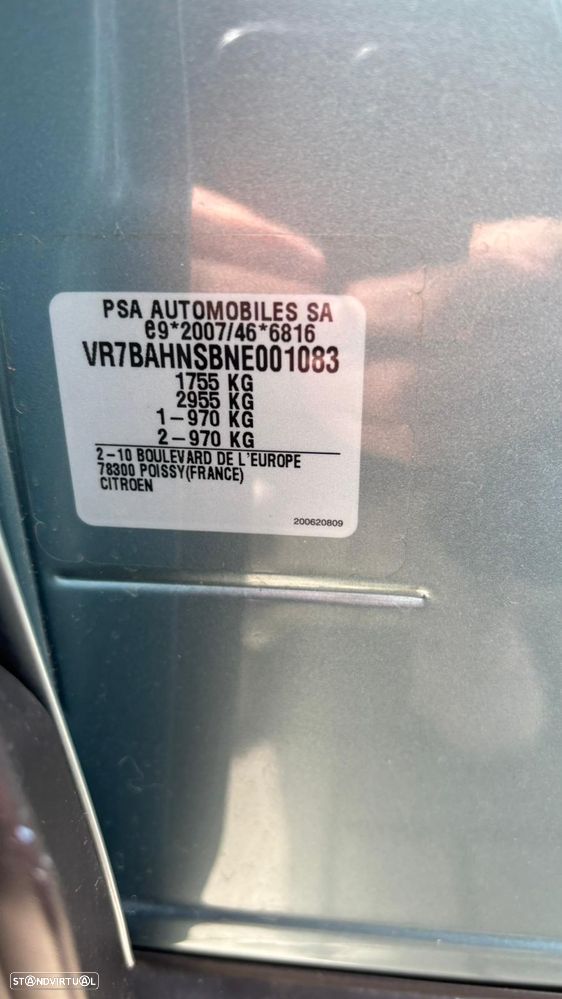 PSA AUTOMOBILES SA
e9*2007/46*6816
VR7BAHNSBNE001083
1755 KG
2955 KG
1-970 KG
2-970 KG
2-10 BOULEVARD DE L'EUROPE
78300 POISSY(FRANCE)
CITROEN
200620809
STANDVIRTUAL